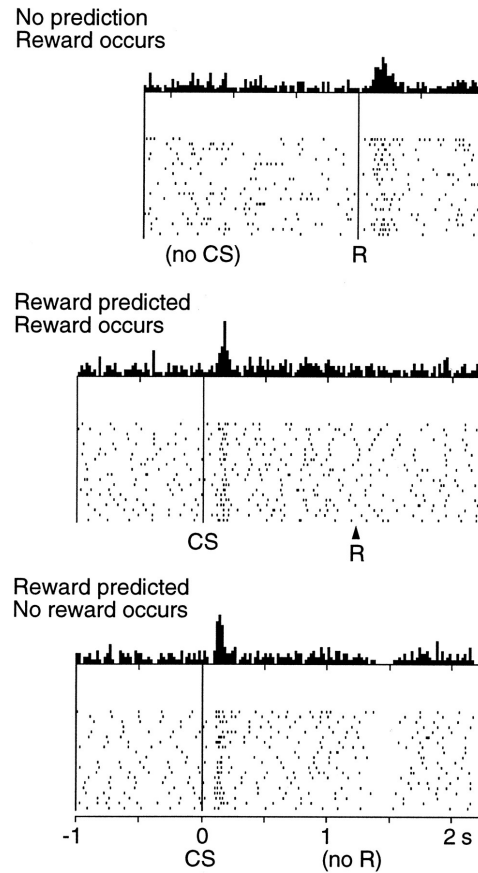 No prediction
Reward occurs
(no CS)
R
Reward predicted
Reward occurs
CS
R
Reward predicted
No reward occurs
-1
0
1
2 s
CS
(no R)